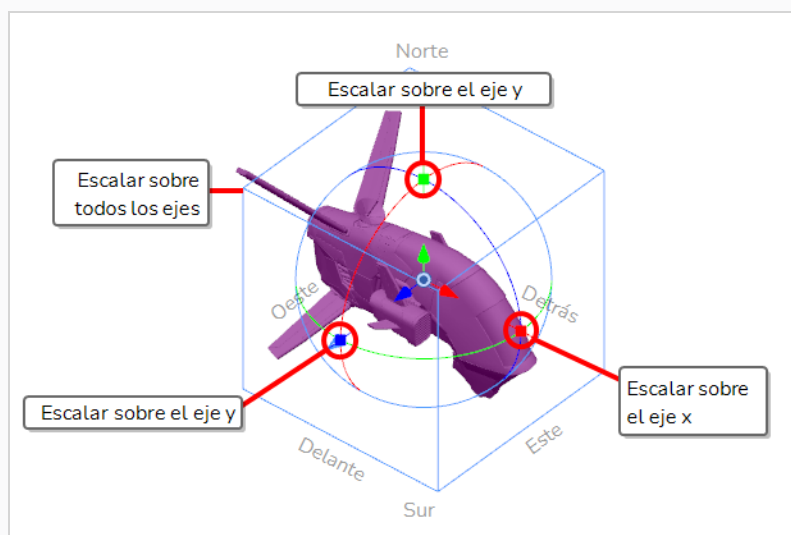 Norte
Escalar sobre el eje y
Escalar sobre
todos los ejes
Oeste
Detrás
Escalar sobre
el eje x
Escalar sobre el eje y
Delante
Este
Sur